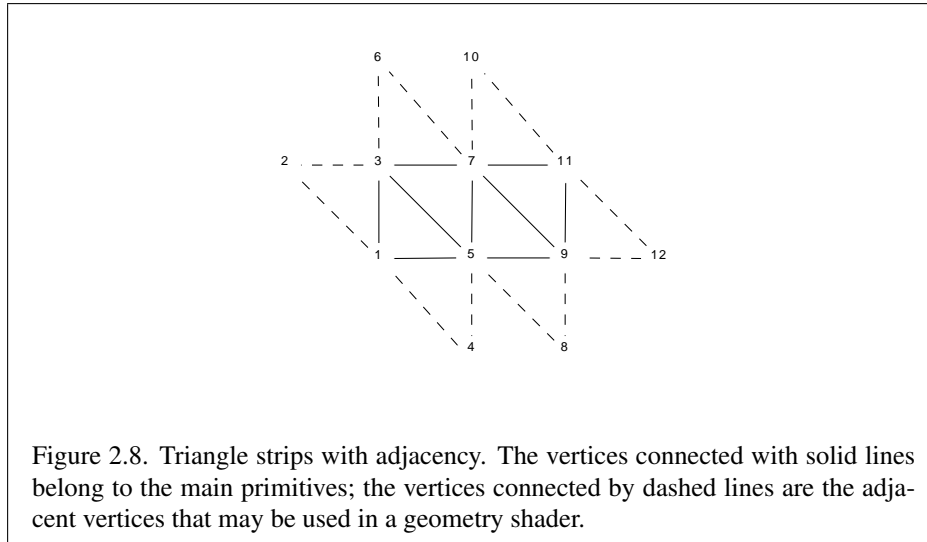 6 10
2 3 7 11
1 5 9 12
4 8
Figure 2.8. Triangle strips with adjacency. The vertices connected with solid lines
belong to the main primitives; the vertices connected by dashed lines are the adja-
cent vertices that may be used in a geometry shader.